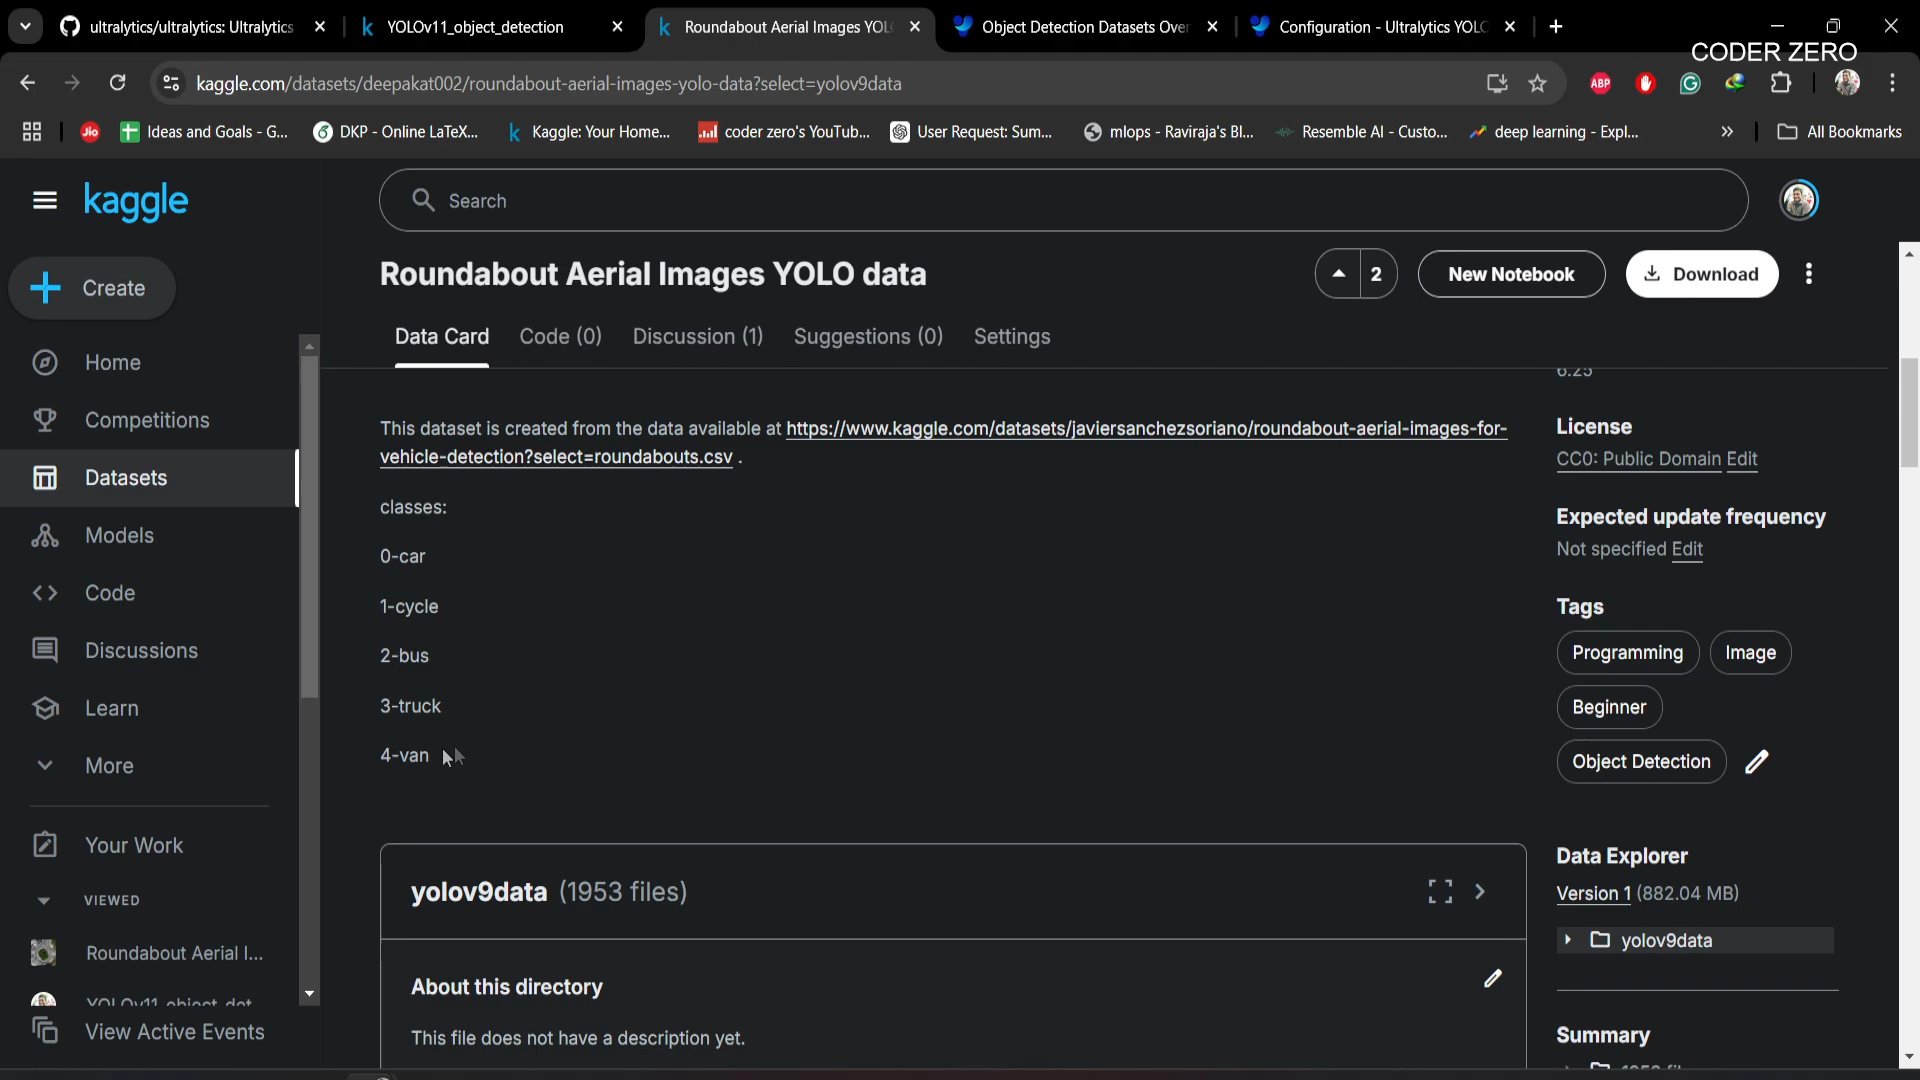 ultralytics/ultralytics: Ultralytics
YOLOv11_object_detection
Roundabout Aerial Images YOL
Object Detection Datasets Over
Configuration - Ultralytics YOLO
CODER ZERO
kaggle.com/datasets/deepakat002/roundabout-aerial-images-yolo-data?select=yolov9data
ABP
Jio
Ideas and Goals - G...
DKP - Online LaTeX...
Kaggle: Your Home...
coder zero's YouTub...
User Request: Sum...
mlops - Raviraja's Bl...
Resemble AI - Custo...
deep learning - Expl...
All Bookmarks
kaggle
Search
Create
Roundabout Aerial Images YOLO data
2
New Notebook
Download
Data Card
Code (0)
Discussion (1)
Suggestions (0)
Settings
Home
Competitions
Datasets
Models
Code
Discussions
Learn
More
Your Work
VIEWED
Roundabout Aerial I...
YOLOv11_object_det...
View Active Events
This dataset is created from the data available at https://www.kaggle.com/datasets/javiersanchezsoriano/roundabout-aerial-images-for-
vehicle-detection?select=roundabouts.csv .
classes:
0-car
1-cycle
2-bus
3-truck
4-van
yolov9data (1953 files)
About this directory
This file does not have a description yet.
6.25
License
CC0: Public Domain Edit
Expected update frequency
Not specified Edit
Tags
Programming
Image
Beginner
Object Detection
Data Explorer
Version 1 (882.04 MB)
yolov9data
Summary